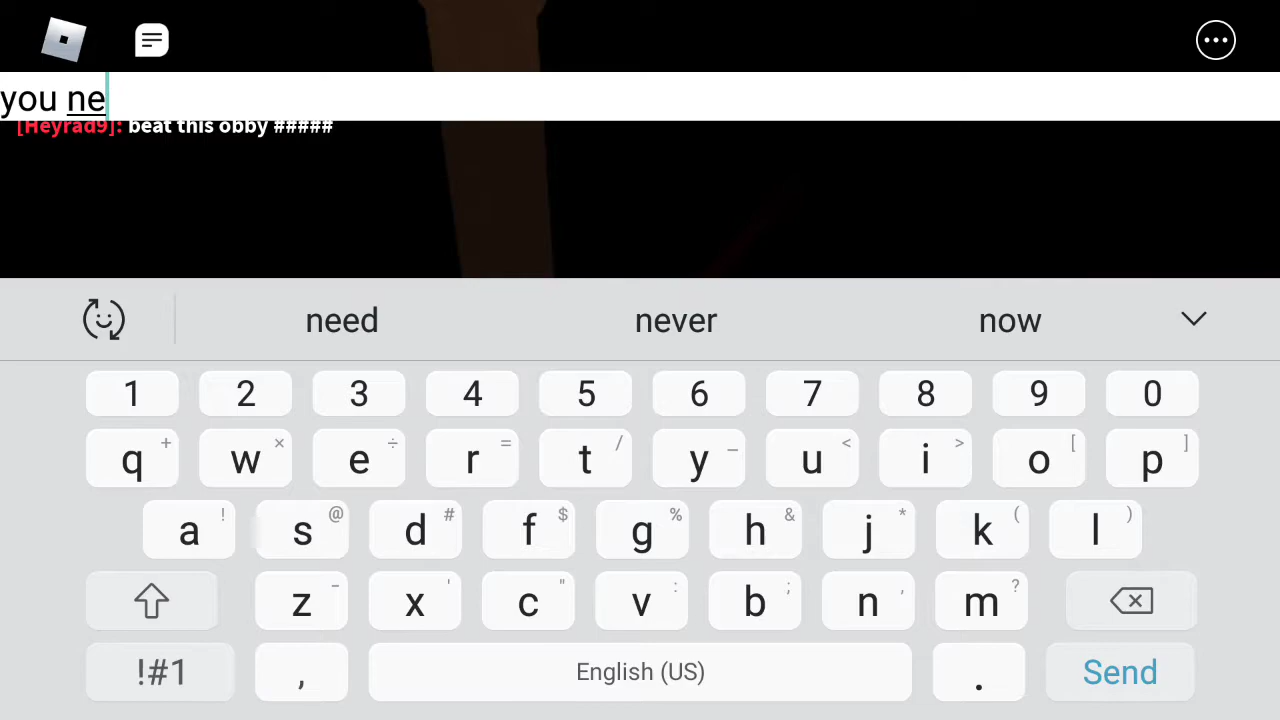 you ne
[Heyrad9]: beat this obby #####
need never now
1 2 3 4 5 6 7 8 9 0
q + w × e ÷ r = t / y _ u < i > o [ p ]
a ! s @ d # f $ g % h & j * k ( l )
z - x ' c " v : b ; n , m ?
!#1 , English (US) . Send